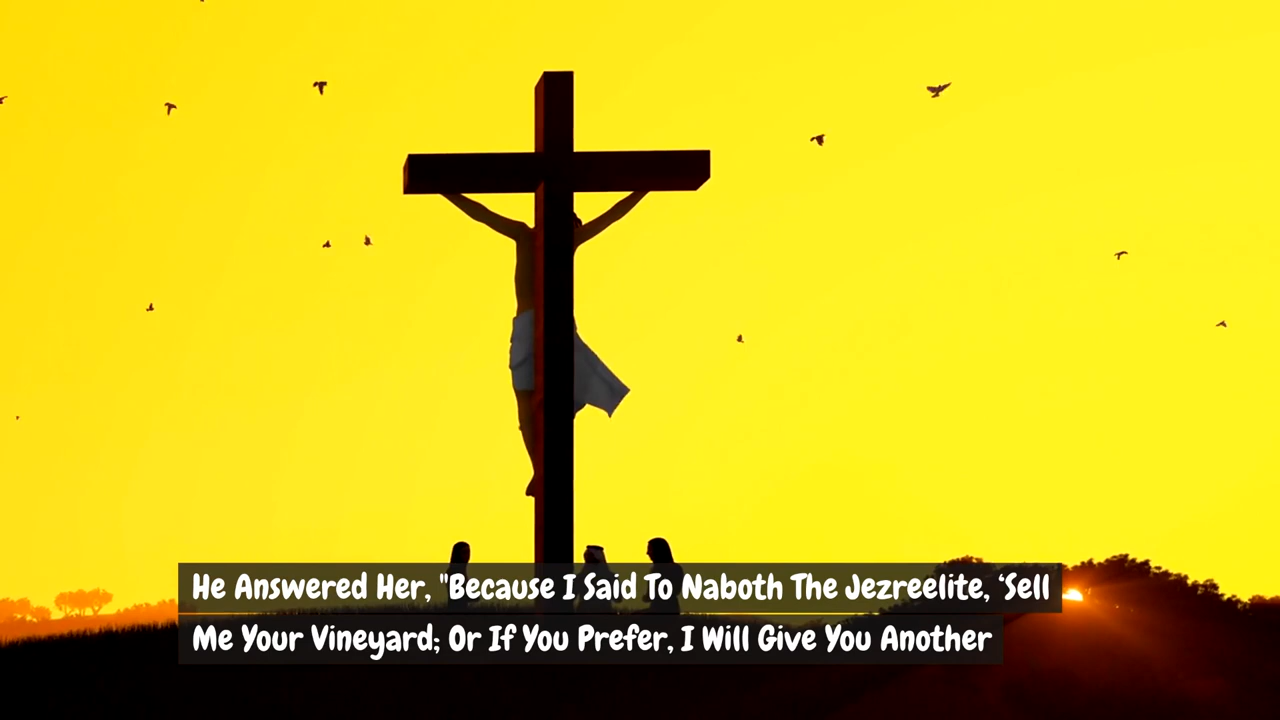 He Answered Her, "Because I Said To Naboth The Jezreelite, ‘Sell
Me Your Vineyard; Or If You Prefer, I Will Give You Another